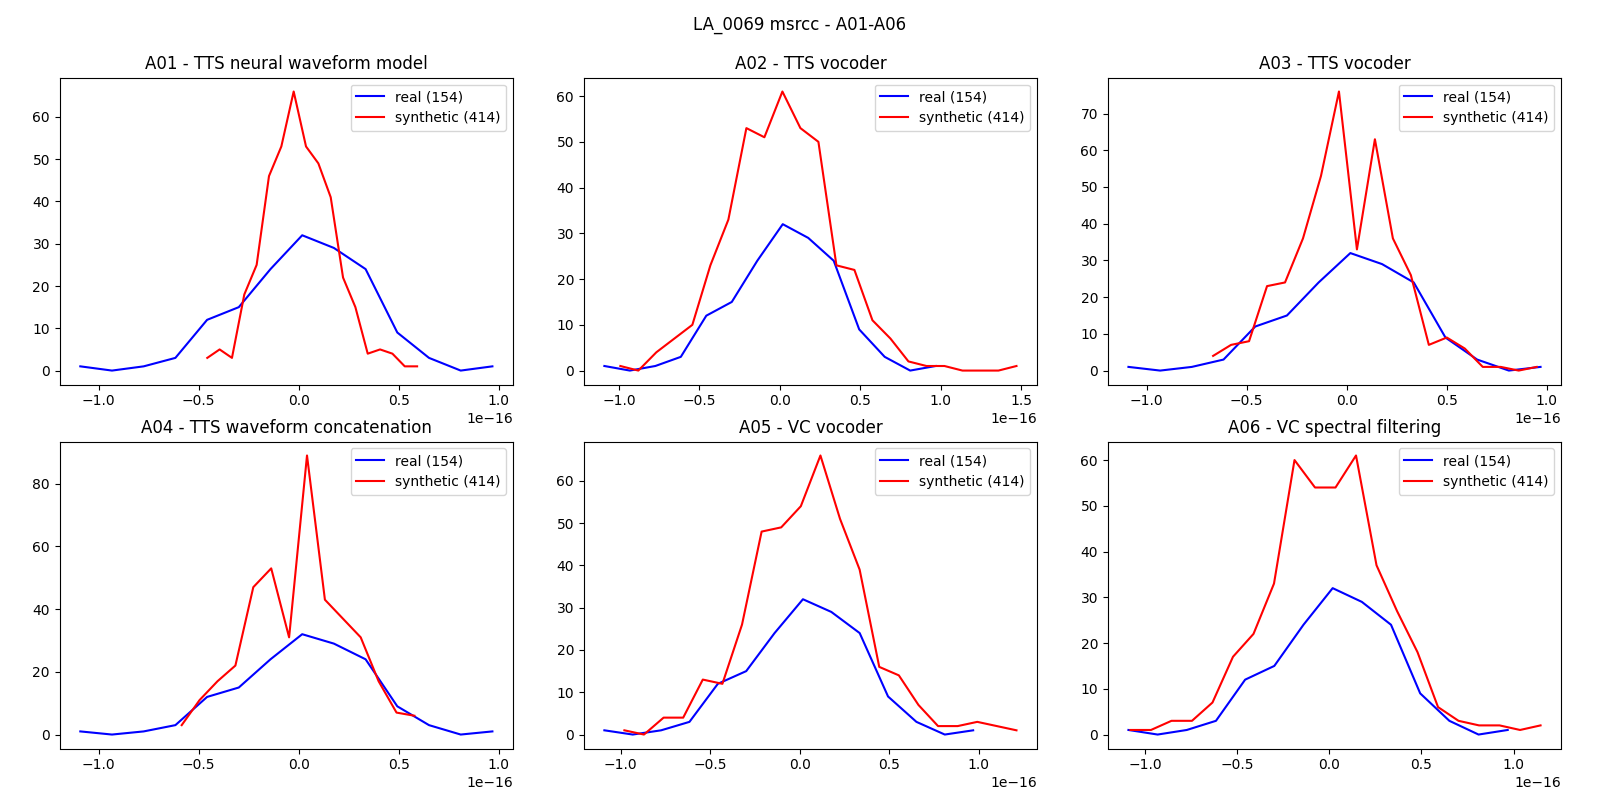 LA_0069 msrcc - A01-A06
A01 - TTS neural waveform model
real (154)
synthetic (414)
60
50
40
30
20
10
0
−1.0 −0.5 0.0 0.5 1.0
1e−16
A02 - TTS vocoder
real (154)
synthetic (414)
60
50
40
30
20
10
0
−1.0 −0.5 0.0 0.5 1.0 1.5
1e−16
A03 - TTS vocoder
real (154)
synthetic (414)
70
60
50
40
30
20
10
0
−1.0 −0.5 0.0 0.5 1.0
1e−16
A04 - TTS waveform concatenation
real (154)
synthetic (414)
80
60
40
20
0
−1.0 −0.5 0.0 0.5 1.0
1e−16
A05 - VC vocoder
real (154)
synthetic (414)
60
50
40
30
20
10
0
−1.0 −0.5 0.0 0.5 1.0
1e−16
A06 - VC spectral filtering
real (154)
synthetic (414)
60
50
40
30
20
10
0
−1.0 −0.5 0.0 0.5 1.0
1e−16